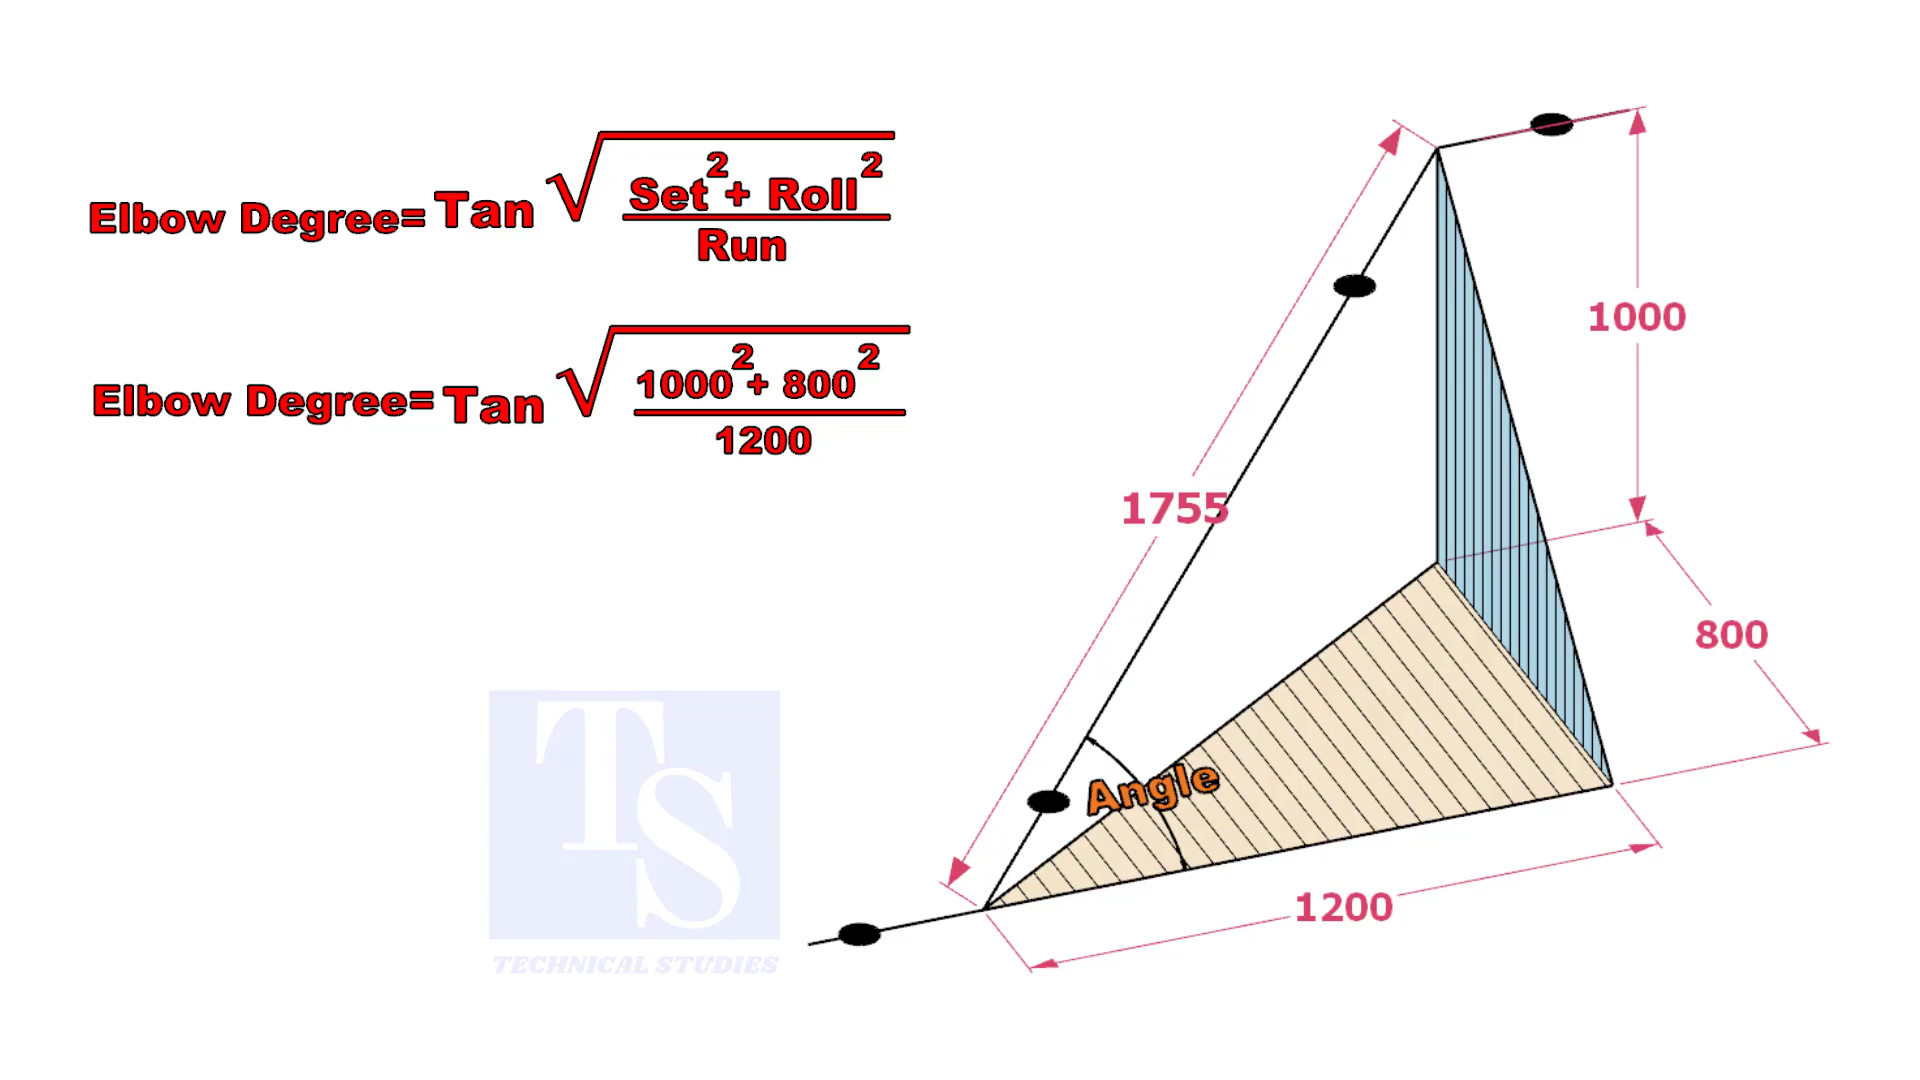 Elbow Degree= Tan √ Set²+ Roll²
Run
Elbow Degree= Tan √ 1000²+ 800²
1200
1000
1755
800
Angle
1200
TS
TECHNICAL STUDIES